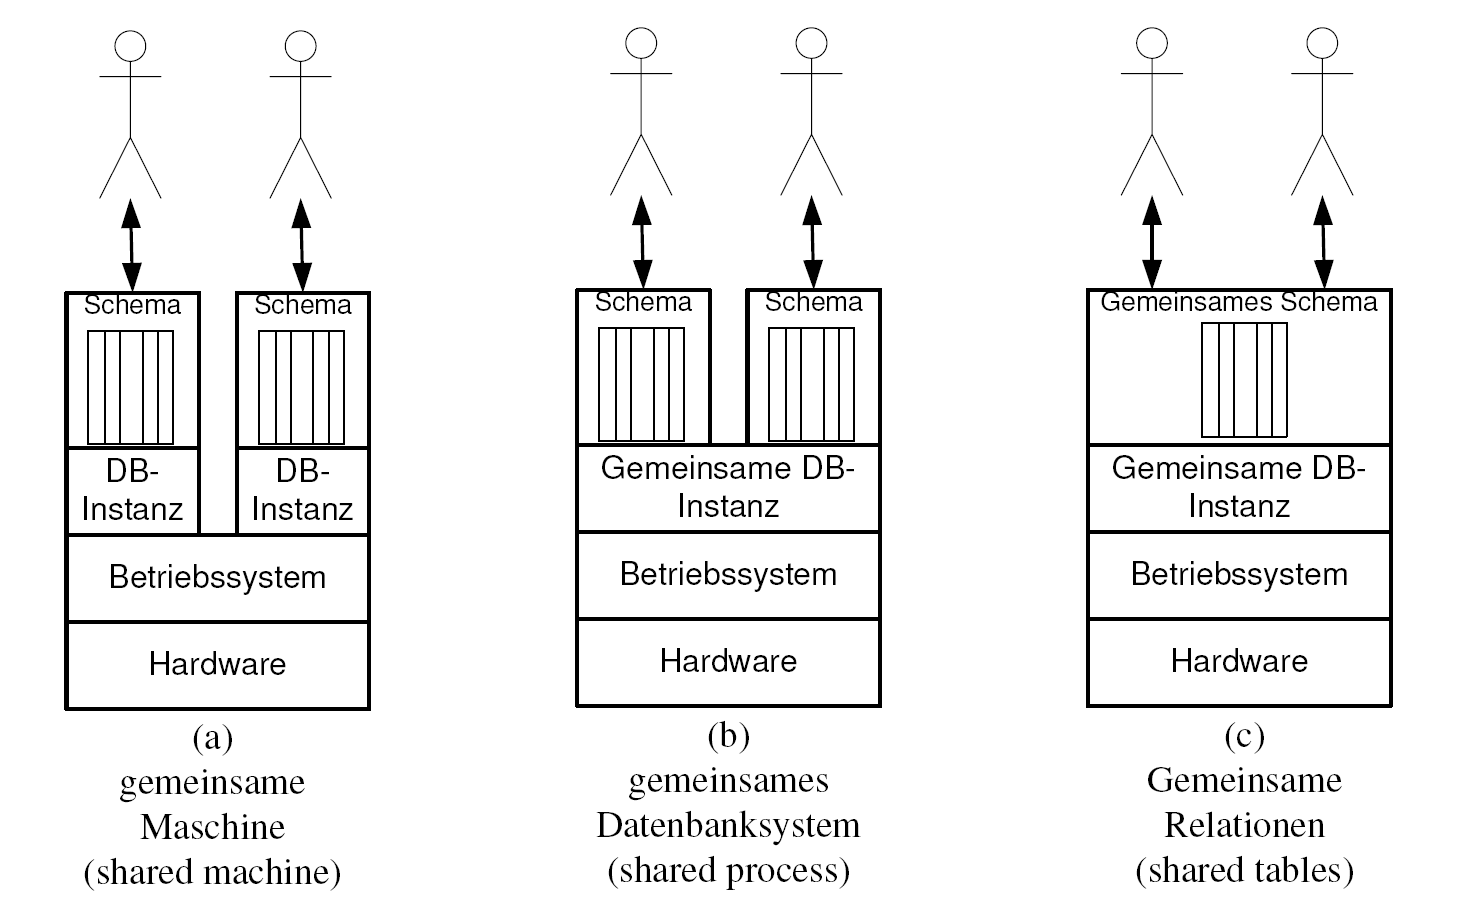 Schema
Schema
DB-
Instanz
DB-
Instanz
Betriebssystem
Hardware
(a)
gemeinsame
Maschine
(shared machine)
Schema
Schema
Gemeinsame DB-
Instanz
Betriebssystem
Hardware
(b)
gemeinsames
Datenbanksystem
(shared process)
Gemeinsames Schema
Gemeinsame DB-
Instanz
Betriebssystem
Hardware
(c)
Gemeinsame
Relationen
(shared tables)